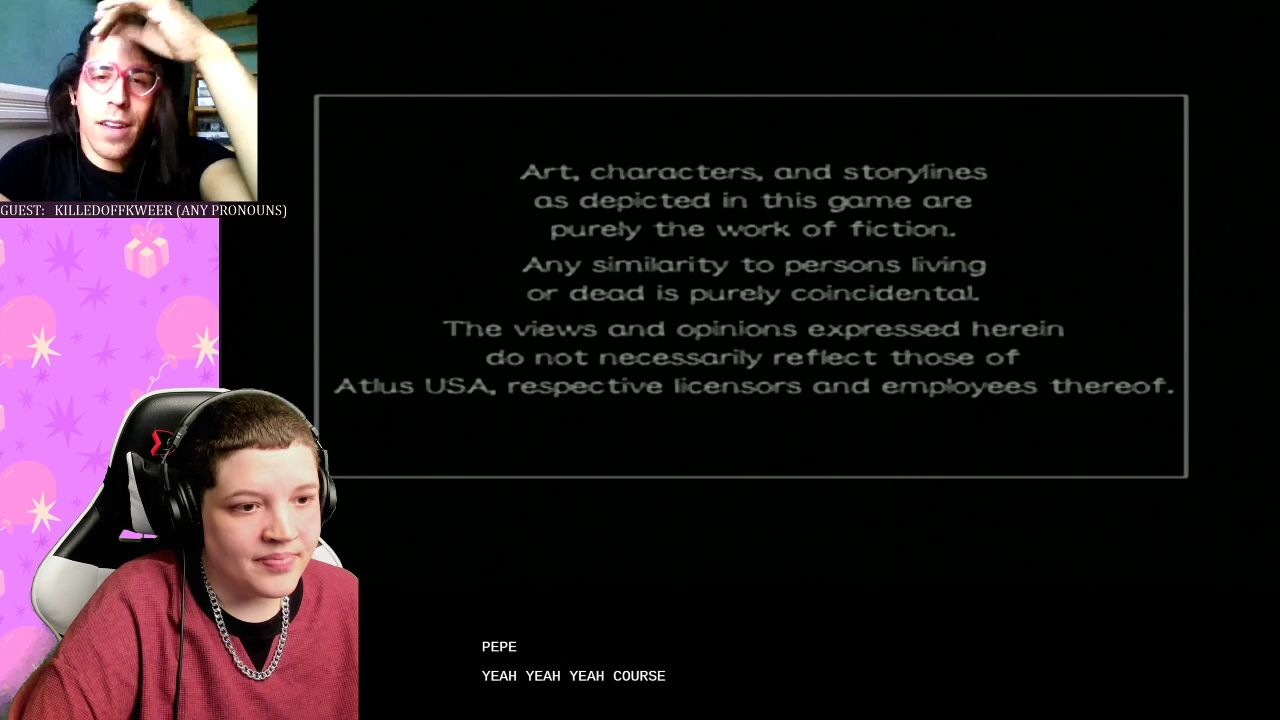 GUEST: KILLEDOFFKWEER (ANY PRONOUNS)
Art, characters, and storylines
as depicted in this game are
purely the work of fiction.
Any similarity to persons living
or dead is purely coincidental.
The views and opinions expressed herein
do not necessarily reflect those of
Atlus USA, respective licensors and employees thereof.
PEPE
YEAH YEAH YEAH COURSE